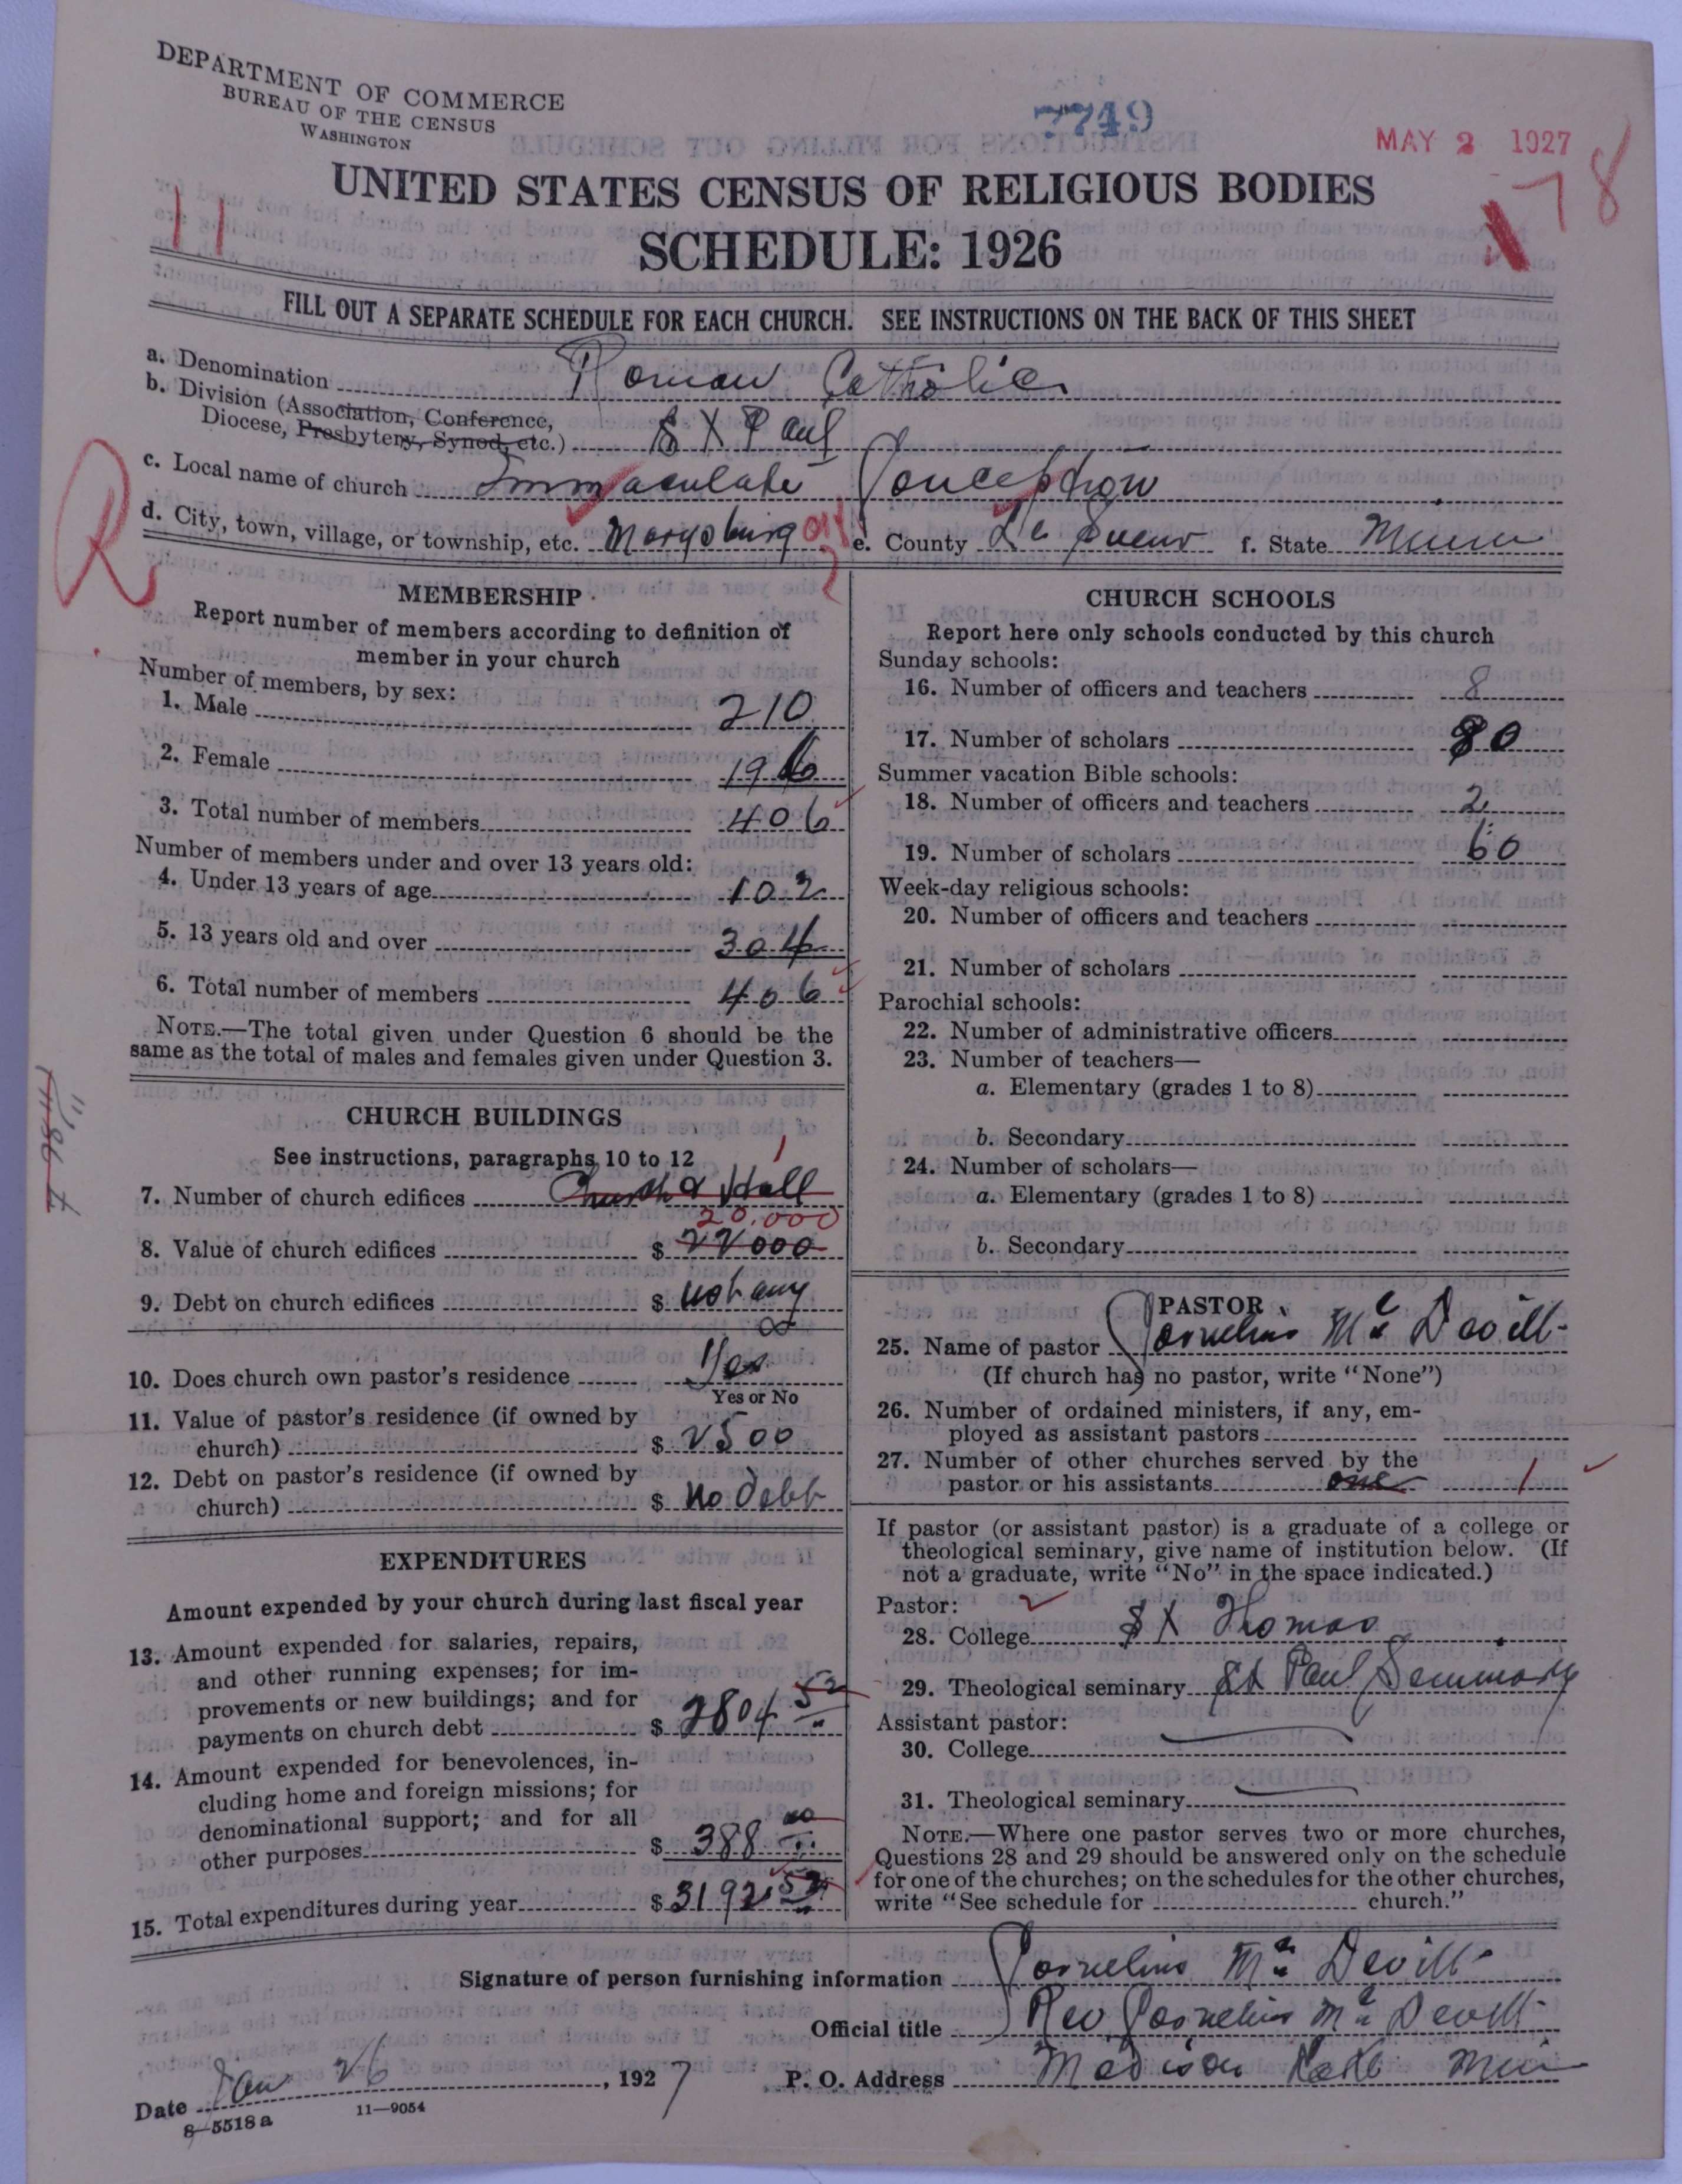 DEPARTMENT OF COMMERCE
BUREAU OF THE CENSUS
WASHINGTON
7749
MAY 2 1927
78
11
UNITED STATES CENSUS OF RELIGIOUS BODIES
SCHEDULE: 1926
FILL OUT A SEPARATE SCHEDULE FOR EACH CHURCH. SEE INSTRUCTIONS ON THE BACK OF THIS SHEET
a. Denomination Roman Catholic
b. Division (Association, Conference,
Diocese, Presbytery, Synod, etc.) St Paul
c. Local name of church Immaculate Conception
d. City, town, village, or township, etc. Marysburg e. County Le Sueur f. State Minn
R
MEMBERSHIP
Report number of members according to definition of
member in your church
Number of members, by sex:
1. Male 210
2. Female 196
3. Total number of members 406
Number of members under and over 13 years old:
4. Under 13 years of age 102
5. 13 years old and over 304
6. Total number of members 406
NOTE.—The total given under Question 6 should be the
same as the total of males and females given under Question 3.
CHURCH BUILDINGS
See instructions, paragraphs 10 to 12
1
7. Number of church edifices Church & Hall
20,000
8. Value of church edifices $ 22000
9. Debt on church edifices $ not any
10. Does church own pastor's residence Yes
Yes or No
11. Value of pastor's residence (if owned by
church) $ 2500
12. Debt on pastor's residence (if owned by
church) $ No debt
EXPENDITURES
Amount expended by your church during last fiscal year
13. Amount expended for salaries, repairs,
and other running expenses; for im-
provements or new buildings; and for
payments on church debt $ 2804 52
14. Amount expended for benevolences, in-
cluding home and foreign missions; for
denominational support; and for all
other purposes $ 388 00
15. Total expenditures during year $ 3192.52
CHURCH SCHOOLS
Report here only schools conducted by this church
Sunday schools:
16. Number of officers and teachers 8
17. Number of scholars 80
Summer vacation Bible schools:
18. Number of officers and teachers 2
19. Number of scholars 60
Week-day religious schools:
20. Number of officers and teachers
21. Number of scholars
Parochial schools:
22. Number of administrative officers
23. Number of teachers—
a. Elementary (grades 1 to 8)
b. Secondary
24. Number of scholars—
a. Elementary (grades 1 to 8)
b. Secondary
PASTOR
25. Name of pastor Cornelius Mc Devitt
(If church has no pastor, write "None")
26. Number of ordained ministers, if any, em-
ployed as assistant pastors
27. Number of other churches served by the
pastor or his assistants one 1
If pastor (or assistant pastor) is a graduate of a college or
theological seminary, give name of institution below. (If
not a graduate, write "No" in the space indicated.)
Pastor:
28. College St Thomas
29. Theological seminary St Paul Seminary
Assistant pastor:
30. College
31. Theological seminary
NOTE.—Where one pastor serves two or more churches,
Questions 28 and 29 should be answered only on the schedule
for one of the churches; on the schedules for the other churches,
write "See schedule for church."
Signature of person furnishing information Cornelius Mc Devitt
Official title Rev Cornelius Mc Devitt
Date Jan 26, 1927 P. O. Address Madison Lake Min
8—5518 a 11—9054